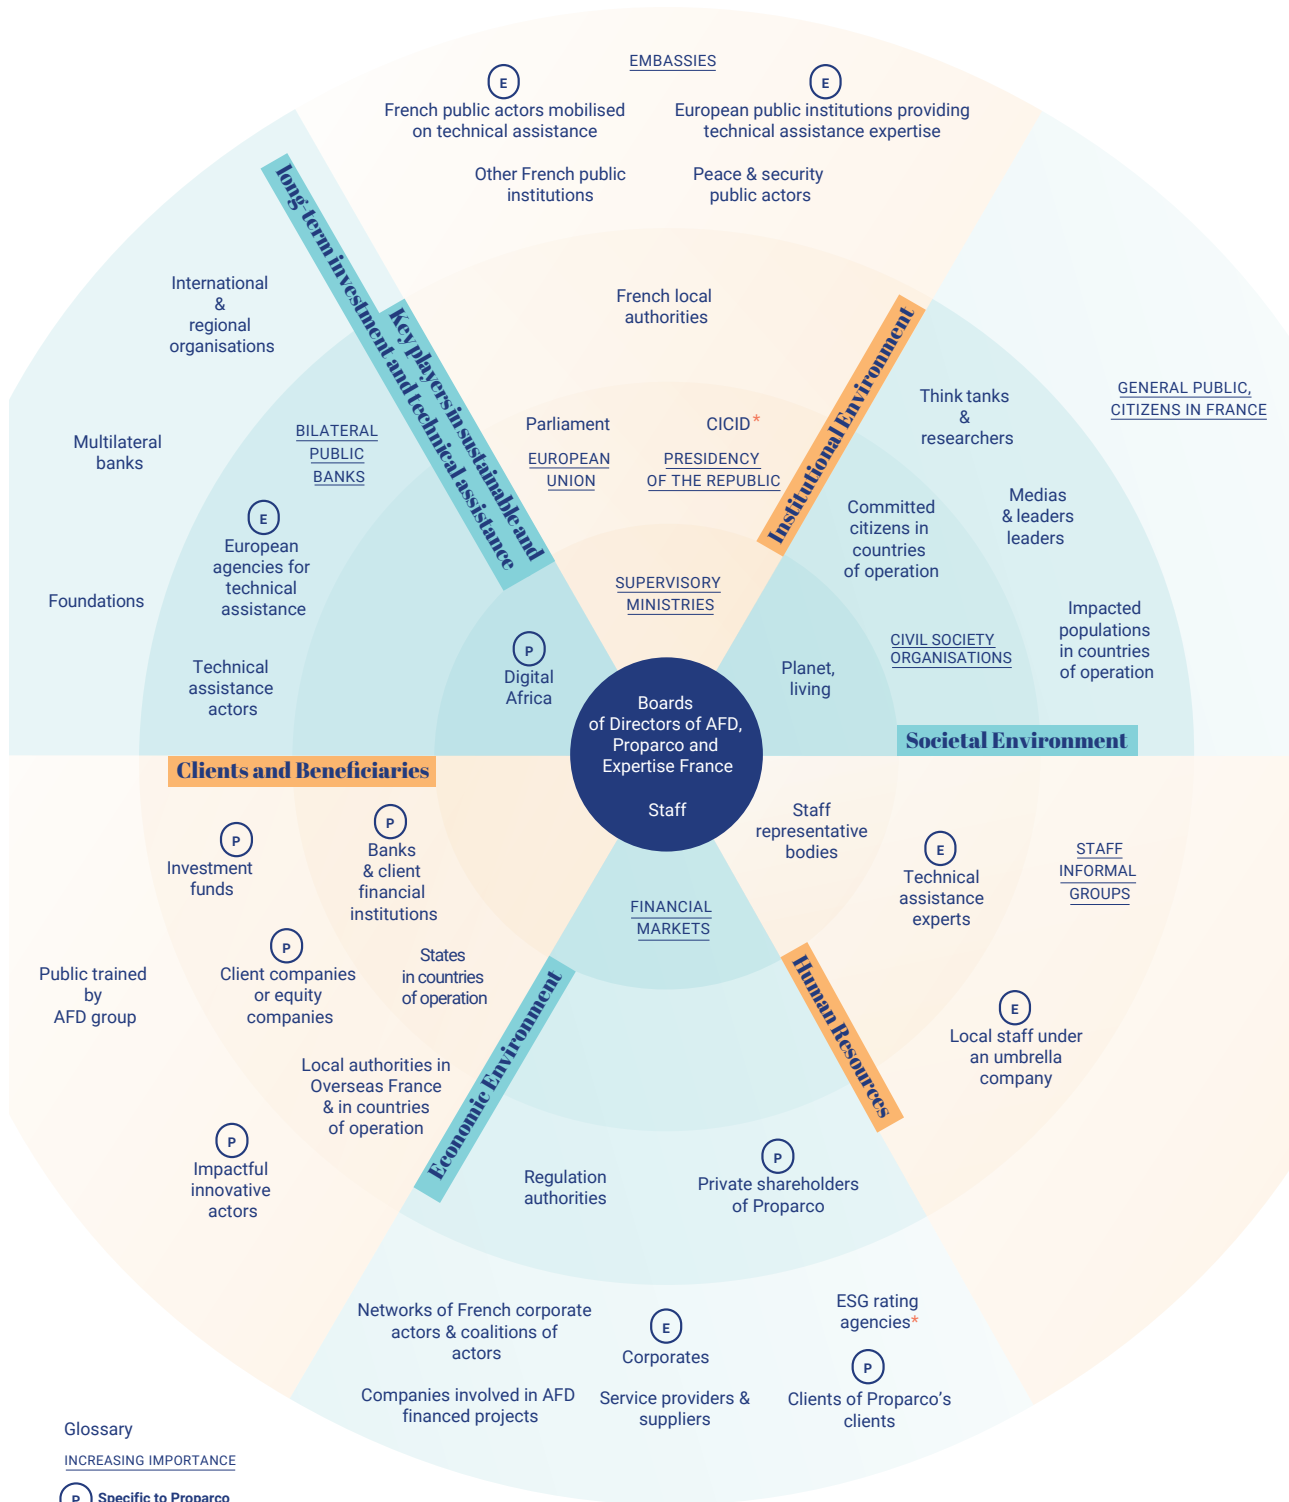 EMBASSIES
E
French public actors mobilised
on technical assistance
E
European public institutions providing
technical assistance expertise
Other French public
institutions
Peace & security
public actors
French local
authorities
Parliament
EUROPEAN
UNION
CICID*
PRESIDENCY
OF THE REPUBLIC
SUPERVISORY
MINISTRIES
Institutional Environment
Key players in sustainable and
long-term investment and technical assistance
International
&
regional
organisations
Multilateral
banks
Foundations
BILATERAL
PUBLIC
BANKS
E
European
agencies for
technical
assistance
Technical
assistance
actors
P
Digital
Africa
Think tanks
&
researchers
GENERAL PUBLIC,
CITIZENS IN FRANCE
Medias
& leaders
leaders
Committed
citizens in
countries
of operation
Impacted
populations
in countries
of operation
CIVIL SOCIETY
ORGANISATIONS
Planet,
living
Societal Environment
Boards
of Directors of AFD,
Proparco and
Expertise France
Staff
Clients and Beneficiaries
P
Investment
funds
P
Banks
& client
financial
institutions
P
Client companies
or equity
companies
States
in countries
of operation
Public trained
by
AFD group
Local authorities in
Overseas France
& in countries
of operation
P
Impactful
innovative
actors
Staff
representative
bodies
E
Technical
assistance
experts
STAFF
INFORMAL
GROUPS
E
Local staff under
an umbrella
company
Human Resources
FINANCIAL
MARKETS
Economic Environment
Regulation
authorities
P
Private shareholders
of Proparco
Networks of French corporate
actors & coalitions of
actors
E
Corporates
ESG rating
agencies*
Companies involved in AFD
financed projects
Service providers &
suppliers
P
Clients of Proparco's
clients
Glossary
INCREASING IMPORTANCE
P Specific to Proparco